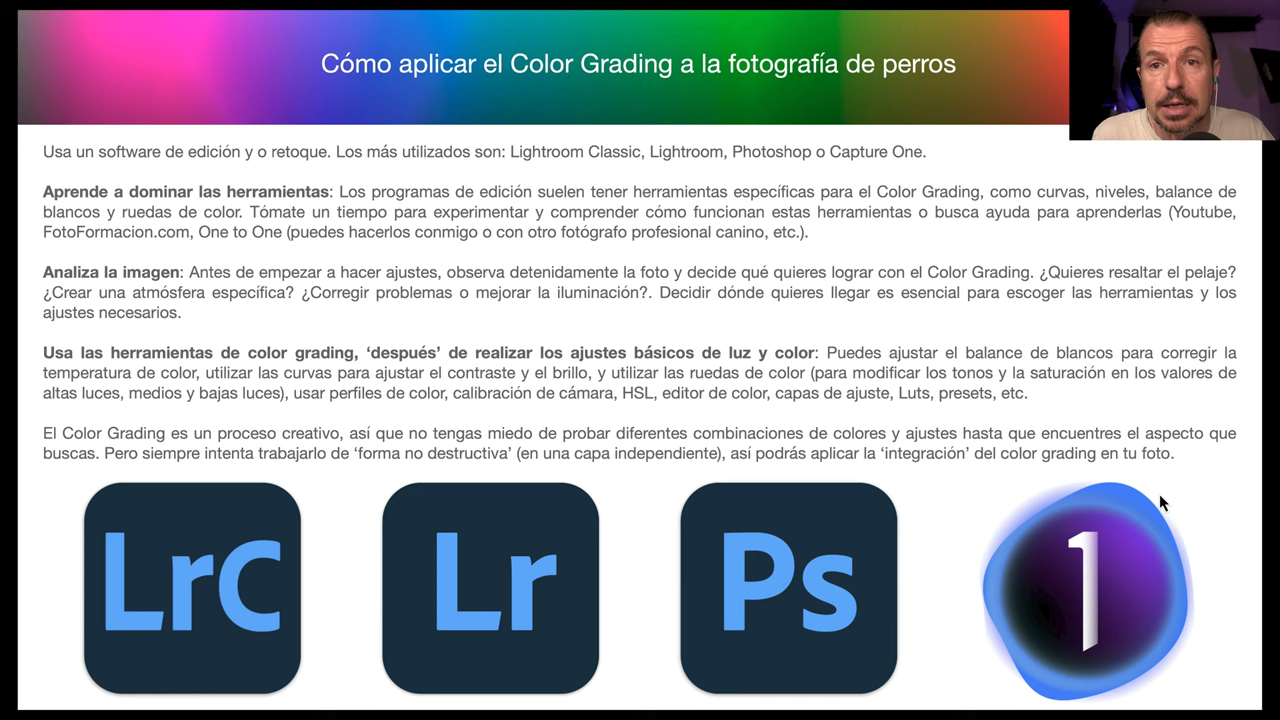 Cómo aplicar el Color Grading a la fotografía de perros
Usa un software de edición y o retoque. Los más utilizados son: Lightroom Classic, Lightroom, Photoshop o Capture One.
Aprende a dominar las herramientas: Los programas de edición suelen tener herramientas específicas para el Color Grading, como curvas, niveles, balance de
blancos y ruedas de color. Tómate un tiempo para experimentar y comprender cómo funcionan estas herramientas o busca ayuda para aprenderlas (Youtube,
FotoFormacion.com, One to One (puedes hacerlos conmigo o con otro fotógrafo profesional canino, etc.).
Analiza la imagen: Antes de empezar a hacer ajustes, observa detenidamente la foto y decide qué quieres lograr con el Color Grading. ¿Quieres resaltar el pelaje?
¿Crear una atmósfera específica? ¿Corregir problemas o mejorar la iluminación?. Decidir dónde quieres llegar es esencial para escoger las herramientas y los
ajustes necesarios.
Usa las herramientas de color grading, ‘después’ de realizar los ajustes básicos de luz y color: Puedes ajustar el balance de blancos para corregir la
temperatura de color, utilizar las curvas para ajustar el contraste y el brillo, y utilizar las ruedas de color (para modificar los tonos y la saturación en los valores de
altas luces, medios y bajas luces), usar perfiles de color, calibración de cámara, HSL, editor de color, capas de ajuste, Luts, presets, etc.
El Color Grading es un proceso creativo, así que no tengas miedo de probar diferentes combinaciones de colores y ajustes hasta que encuentres el aspecto que
buscas. Pero siempre intenta trabajarlo de ‘forma no destructiva’ (en una capa independiente), así podrás aplicar la ‘integración’ del color grading en tu foto.
LrC
Lr
Ps
1